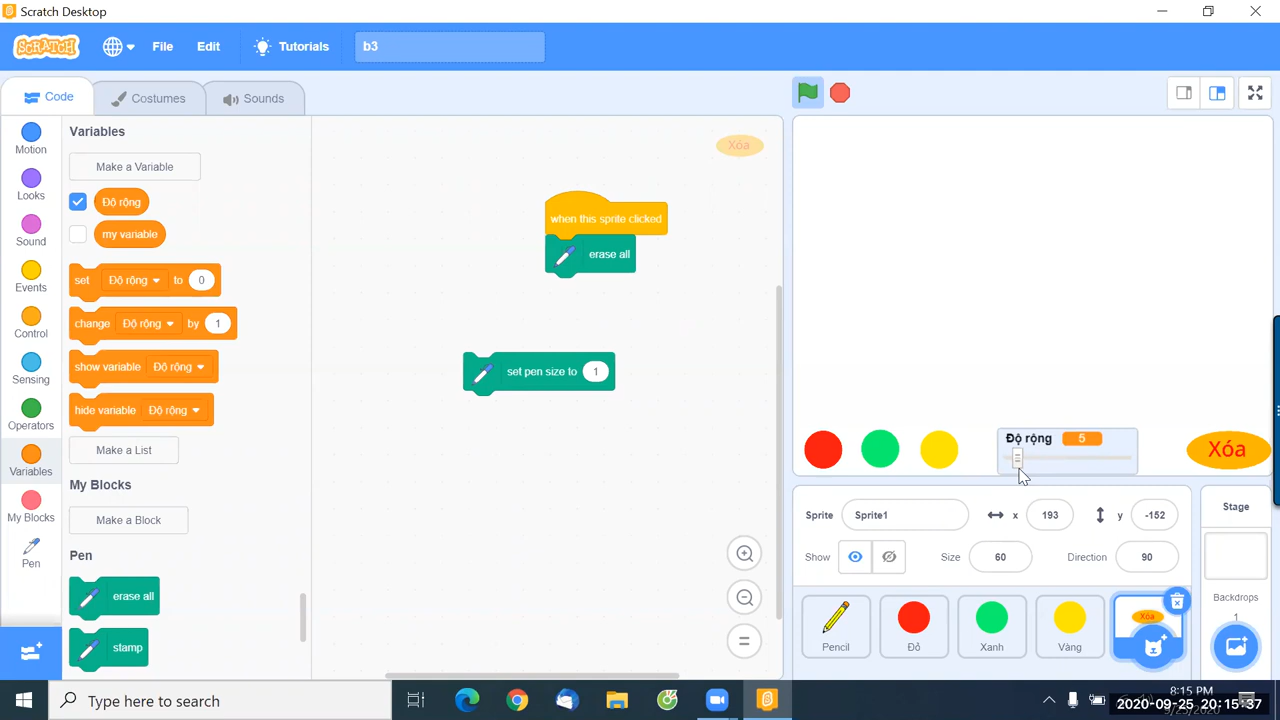 Scratch Desktop
SCRATCH
File
Edit
Tutorials
b3
Code
Costumes
Sounds
Motion
Looks
Sound
Events
Control
Sensing
Operators
Variables
My Blocks
Pen
Variables
Make a Variable
Độ rộng
my variable
set Độ rộng to 0
change Độ rộng by 1
show variable Độ rộng
hide variable Độ rộng
Make a List
My Blocks
Make a Block
Pen
erase all
stamp
Xóa
when this sprite clicked
erase all
set pen size to 1
Độ rộng 5
Xóa
Sprite
Sprite1
x 193
y -152
Show
Size 60
Direction 90
Pencil
Đỏ
Xanh
Vàng
Xóa
Stage
Backdrops
1
Type here to search
8:15 PM
2020-09-25 20:15:37